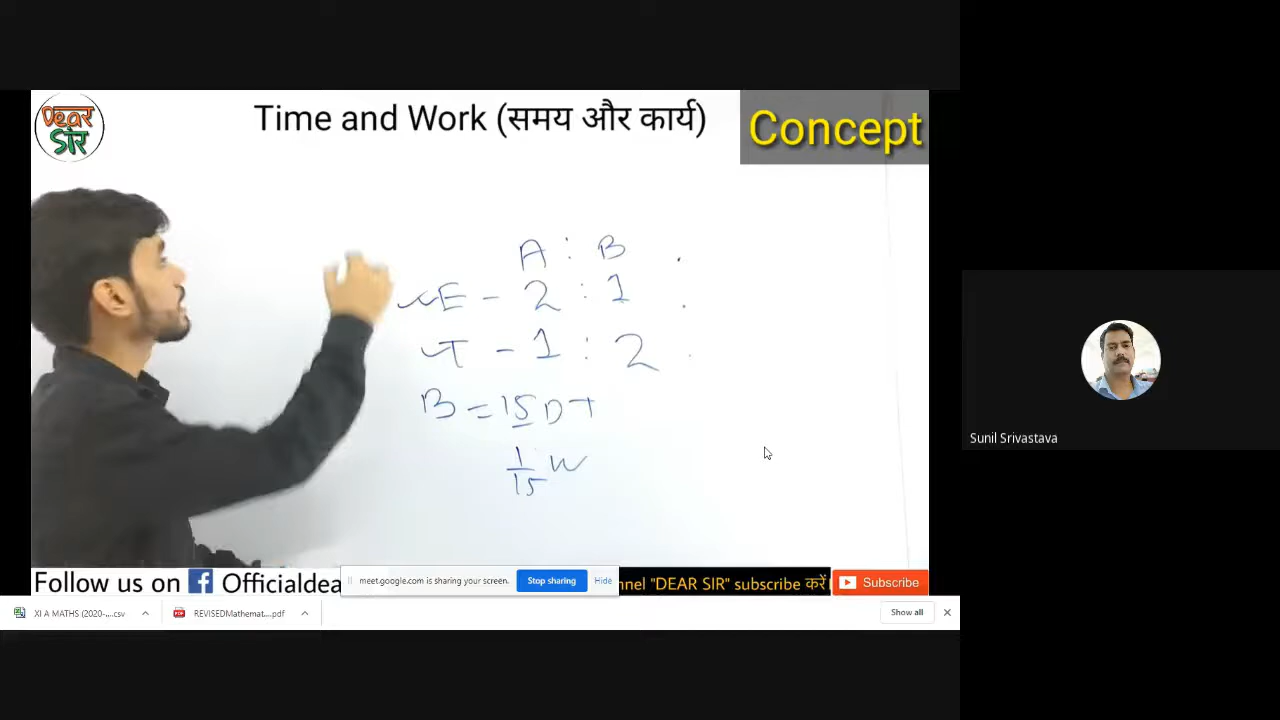 Dear
Sir
Time and Work (समय और कार्य)
Concept
A : B
E - 2 : 1
T - 1 : 2
B = 15 D T
1/15 W
Sunil Srivastava
Follow us on f Officialdea
meet.google.com is sharing your screen. Stop sharing Hide
nnel "DEAR SIR" subscribe करें
Subscribe
XI A MATHS (2020-....csv
REVISEDMathemat....pdf
Show all